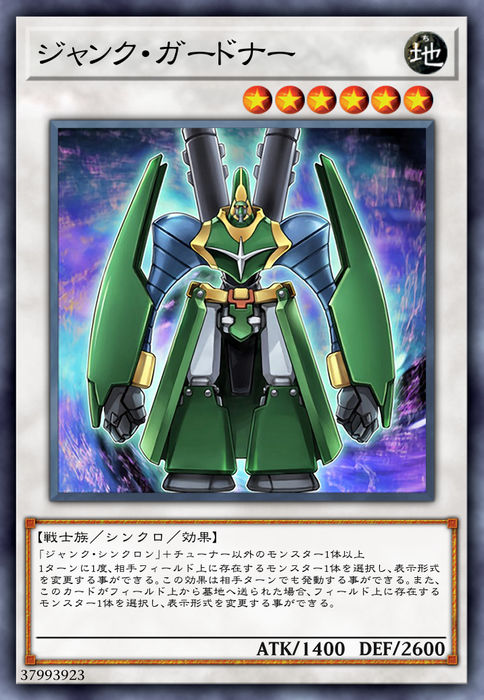 ジャンク・ガードナー
ち
地
【戦士族／シンクロ／効果】
「ジャンク・シンクロン」＋チューナー以外のモンスター1体以上
1ターンに1度、相手フィールド上に存在するモンスター1体を選択し、表示形式
を変更する事ができる。この効果は相手ターンでも発動する事ができる。また、
このカードがフィールド上から墓地へ送られた場合、フィールド上に存在する
モンスター1体を選択し、表示形式を変更する事ができる。
ATK/1400 DEF/2600
37993923